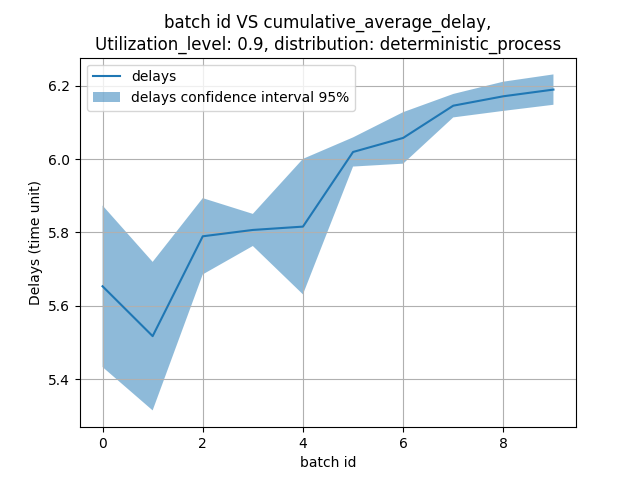 batch id VS cumulative_average_delay,
Utilization_level: 0.9, distribution: deterministic_process
delays
delays confidence interval 95%
Delays (time unit)
6.2
6.0
5.8
5.6
5.4
0 2 4 6 8
batch id